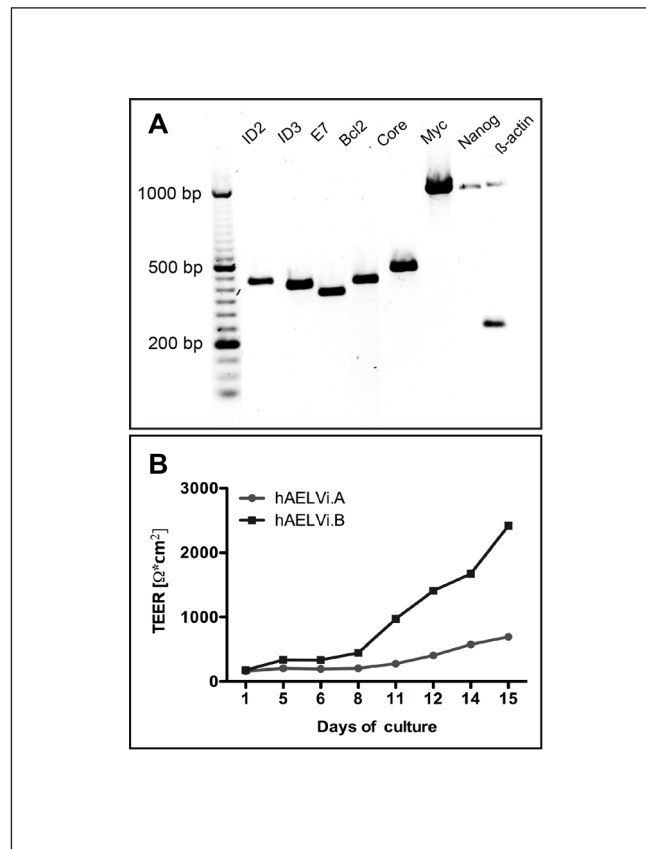 A
ID2 ID3 E7 Bcl2 Core Myc Nanog ß-actin
1000 bp
500 bp
200 bp
B
3000
hAELVi.A
hAELVi.B
2000
TEER [Ω*cm²]
1000
0
1 5 6 8 11 12 14 15
Days of culture